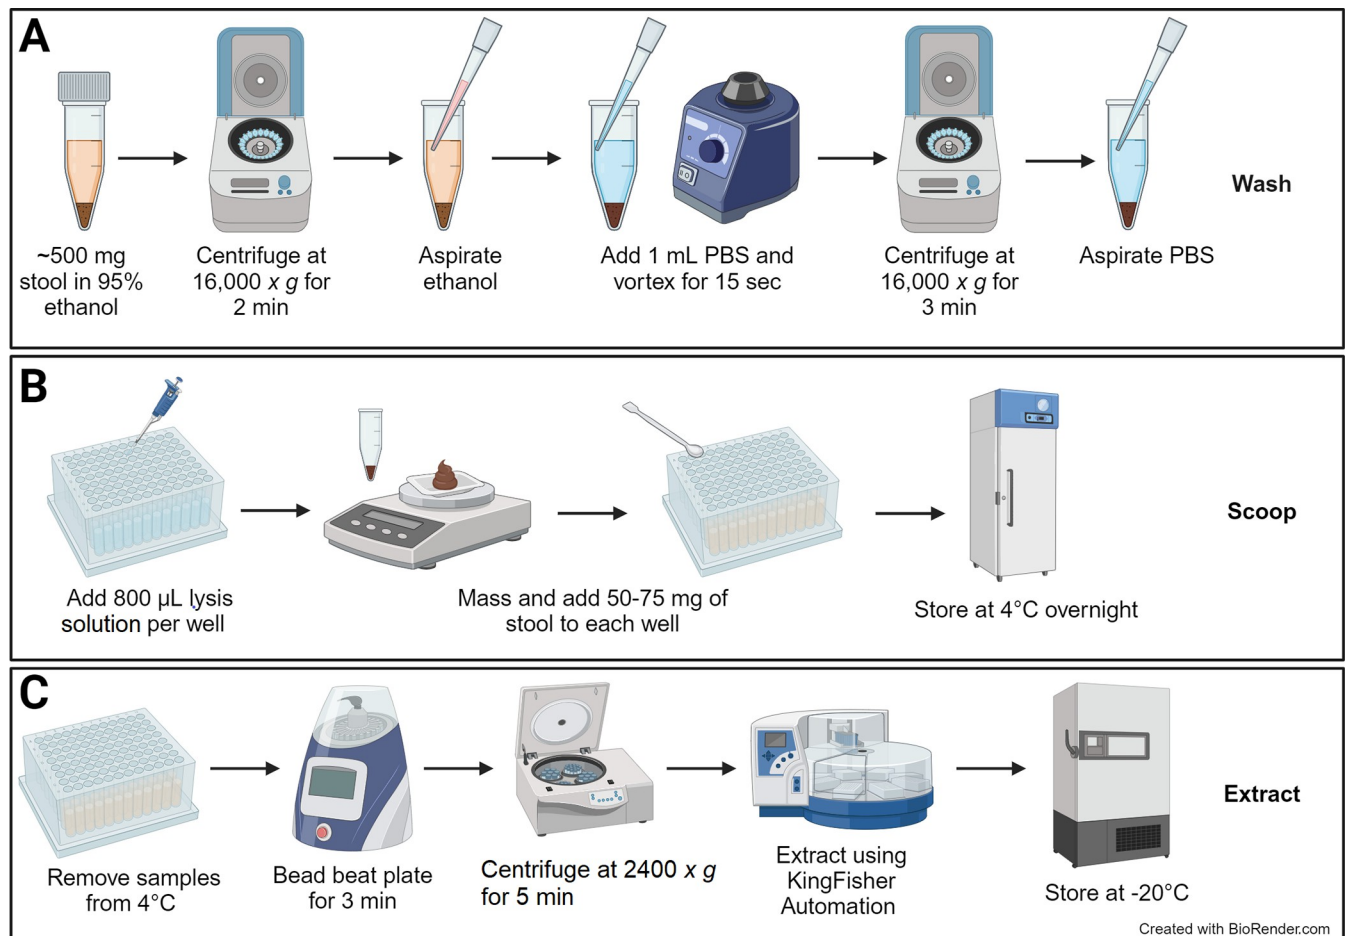 A
~500 mg
stool in 95%
ethanol
Centrifuge at
16,000 x g for
2 min
Aspirate
ethanol
Add 1 mL PBS and
vortex for 15 sec
Centrifuge at
16,000 x g for
3 min
Aspirate PBS
Wash
B
Add 800 µL lysis
solution per well
Mass and add 50-75 mg of
stool to each well
Store at 4°C overnight
Scoop
C
Remove samples
from 4°C
Bead beat plate
for 3 min
Centrifuge at 2400 x g
for 5 min
Extract using
KingFisher
Automation
Store at -20°C
Extract
Created with BioRender.com